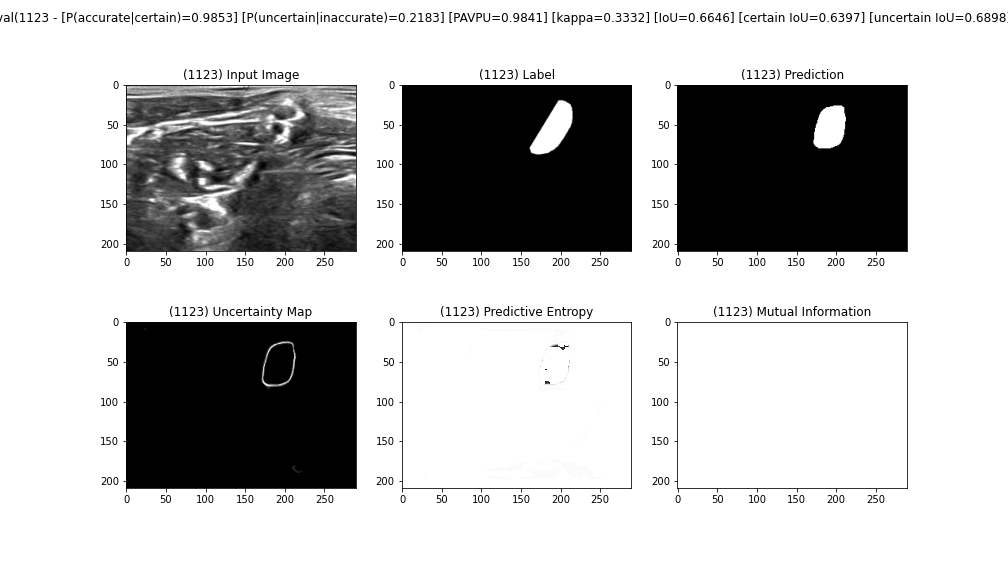 val(1123 - [P(accurate|certain)=0.9853] [P(uncertain|inaccurate)=0.2183] [PAVPU=0.9841] [kappa=0.3332] [IoU=0.6646] [certain IoU=0.6397] [uncertain IoU=0.6898]
(1123) Input Image
(1123) Label
(1123) Prediction
0
50
100
150
200
0 50 100 150 200 250
0
50
100
150
200
0 50 100 150 200 250
0
50
100
150
200
0 50 100 150 200 250
(1123) Uncertainty Map
(1123) Predictive Entropy
(1123) Mutual Information
0
50
100
150
200
0 50 100 150 200 250
0
50
100
150
200
0 50 100 150 200 250
0
50
100
150
200
0 50 100 150 200 250